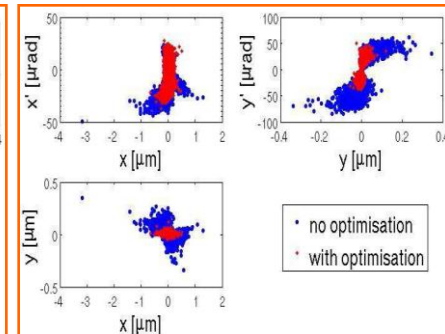 50
0
-50
x' [µrad]
-4 -3 -2 -1 0 1 2
x [µm]
100
50
0
-50
-100
y' [µrad]
-0.4 -0.2 0 0.2 0.4
y [µm]
0.5
0
-0.5
y [µm]
-4 -3 -2 -1 0 1 2
x [µm]
no optimisation
with optimisation